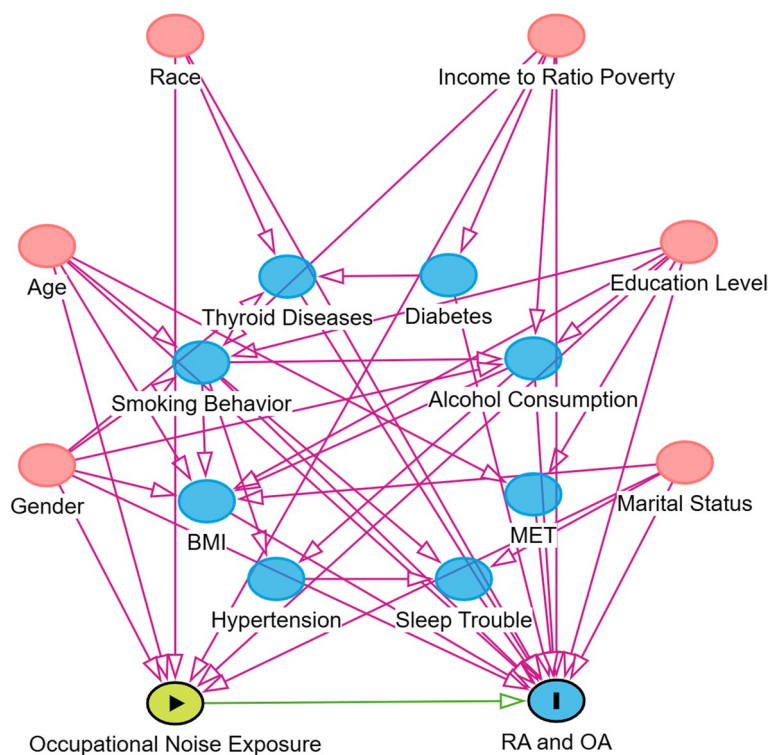 Race
Income to Ratio Poverty
Age
Education Level
Thyroid Diseases
Diabetes
Smoking Behavior
Alcohol Consumption
Gender
Marital Status
BMI
MET
Hypertension
Sleep Trouble
Occupational Noise Exposure
RA and OA